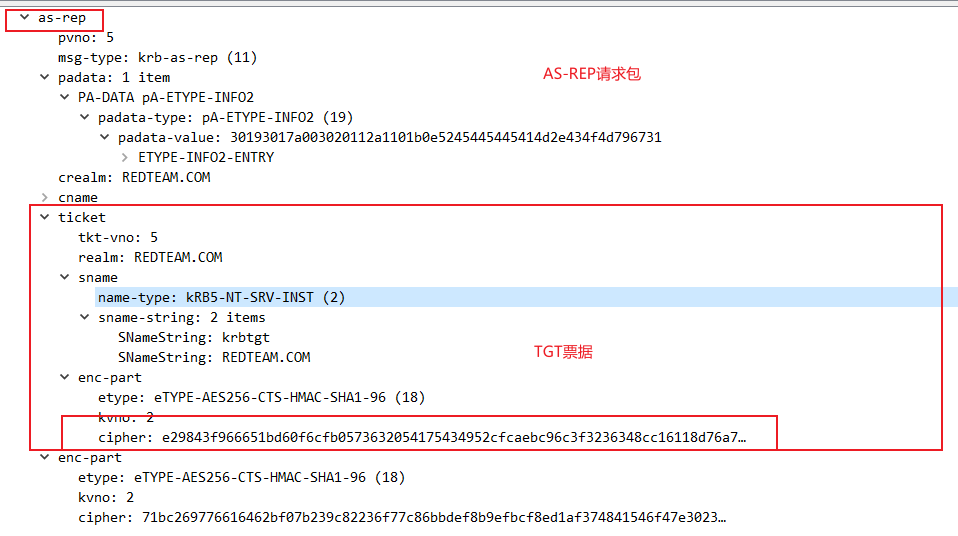 as-rep
pvno: 5
msg-type: krb-as-rep (11)
padata: 1 item
AS-REP请求包
PA-DATA pA-ETYPE-INFO2
padata-type: pA-ETYPE-INFO2 (19)
padata-value: 30193017a003020112a1101b0e5245445445414d2e434f4d796731
ETYPE-INFO2-ENTRY
crealm: REDTEAM.COM
cname
ticket
tkt-vno: 5
realm: REDTEAM.COM
sname
name-type: kRB5-NT-SRV-INST (2)
sname-string: 2 items
SNameString: krbtgt
SNameString: REDTEAM.COM
TGT票据
enc-part
etype: eTYPE-AES256-CTS-HMAC-SHA1-96 (18)
kvno: 2
cipher: e29843f966651bd60f6cfb0573632054175434952cfcaebc96c3f3236348cc16118d76a7…
enc-part
etype: eTYPE-AES256-CTS-HMAC-SHA1-96 (18)
kvno: 2
cipher: 71bc269776616462bf07b239c82236f77c86bbdef8b9efbcf8ed1af374841546f47e3023…